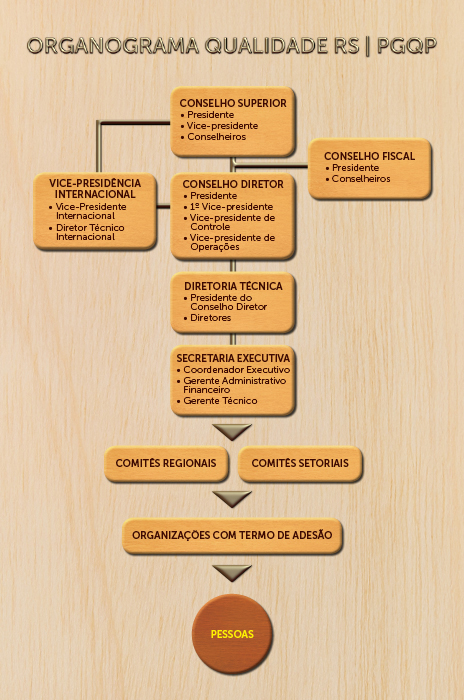 ORGANOGRAMA QUALIDADE RS | PGQP
CONSELHO SUPERIOR
• Presidente
• Vice-presidente
• Conselheiros
CONSELHO FISCAL
• Presidente
• Conselheiros
VICE-PRESIDÊNCIA
INTERNACIONAL
• Vice-Presidente
Internacional
• Diretor Técnico
Internacional
CONSELHO DIRETOR
• Presidente
• 1º Vice-presidente
• Vice-presidente de
Controle
• Vice-presidente de
Operações
DIRETORIA TÉCNICA
• Presidente do
Conselho Diretor
• Diretores
SECRETARIA EXECUTIVA
• Coordenador Executivo
• Gerente Administrativo
Financeiro
• Gerente Técnico
COMITÊS REGIONAIS
COMITÊS SETORIAIS
ORGANIZAÇÕES COM TERMO DE ADESÃO
PESSOAS